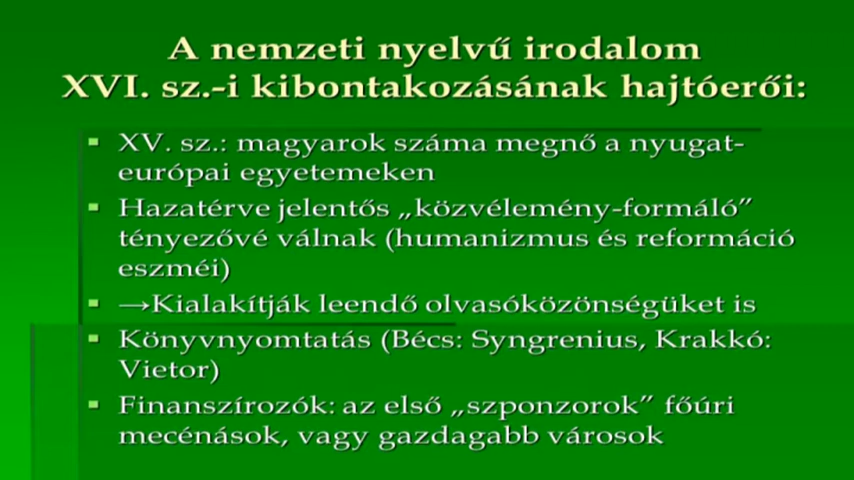 A nemzeti nyelvű irodalom
XVI. sz.-i kibontakozásának hajtóerői:
XV. sz.: magyarok száma megnő a nyugat-
európai egyetemeken
Hazatérve jelentős „közvélemény-formáló”
tényezővé válnak (humanizmus és reformáció
eszméi)
→Kialakítják leendő olvasóközönségüket is
Könyvnyomtatás (Bécs: Syngrenius, Krakkó:
Vietor)
Finanszírozók: az első „szponzorok” főúri
mecénások, vagy gazdagabb városok